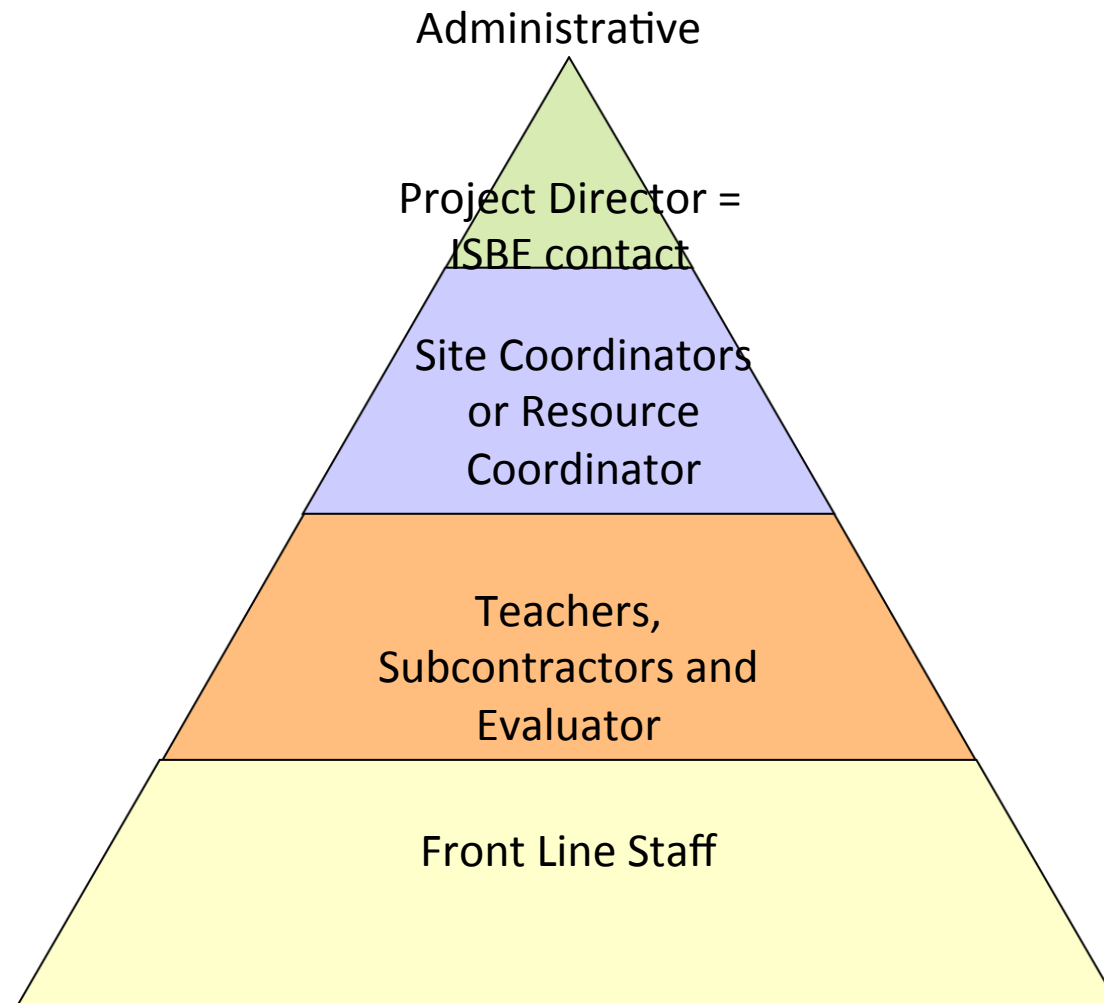 Administrative
Project Director =
ISBE contact
Site Coordinators
or Resource
Coordinator
Teachers,
Subcontractors and
Evaluator
Front Line Staff